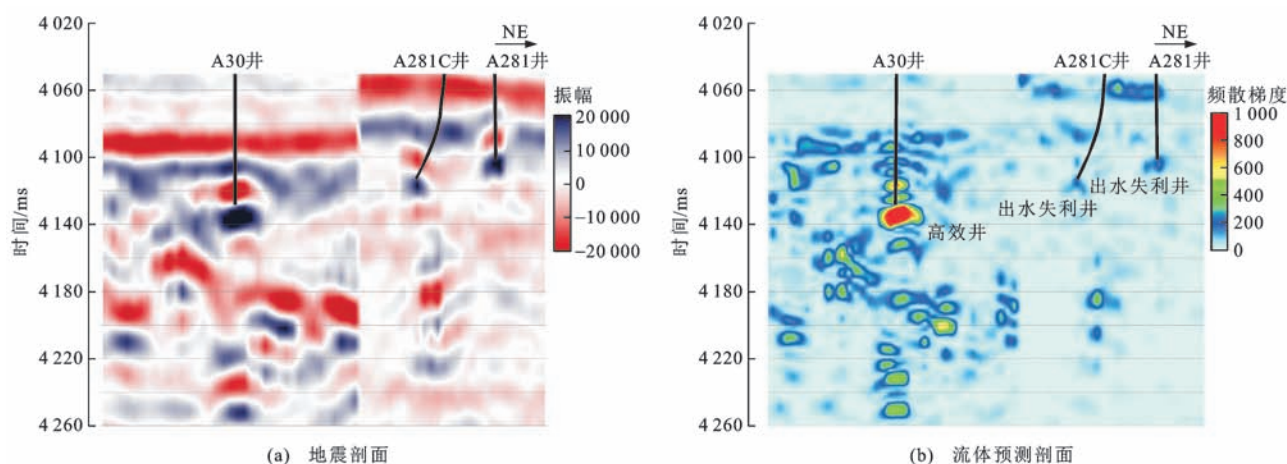 4 020
NE
A30井
A281C井
A281井
4 060
振幅
20 000
10 000
0
-10 000
-20 000
4 100
时间/ms
4 140
4 180
4 220
4 260
(a) 地震剖面
4 020
NE
A30井
A281C井
A281井
4 060
频散梯度
1 000
800
600
400
200
0
4 100
出水失利井
出水失利井
时间/ms
4 140
高效井
4 180
4 220
4 260
(b) 流体预测剖面